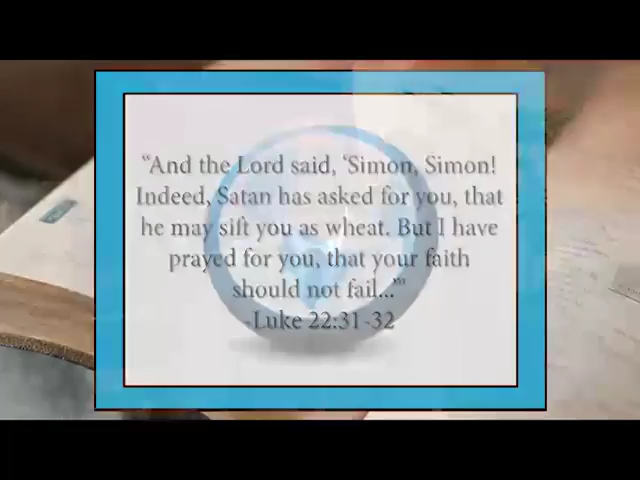 “And the Lord said, ‘Simon, Simon!
Indeed, Satan has asked for you, that
he may sift you as wheat. But I have
prayed for you, that your faith
should not fail...’”
-Luke 22:31-32